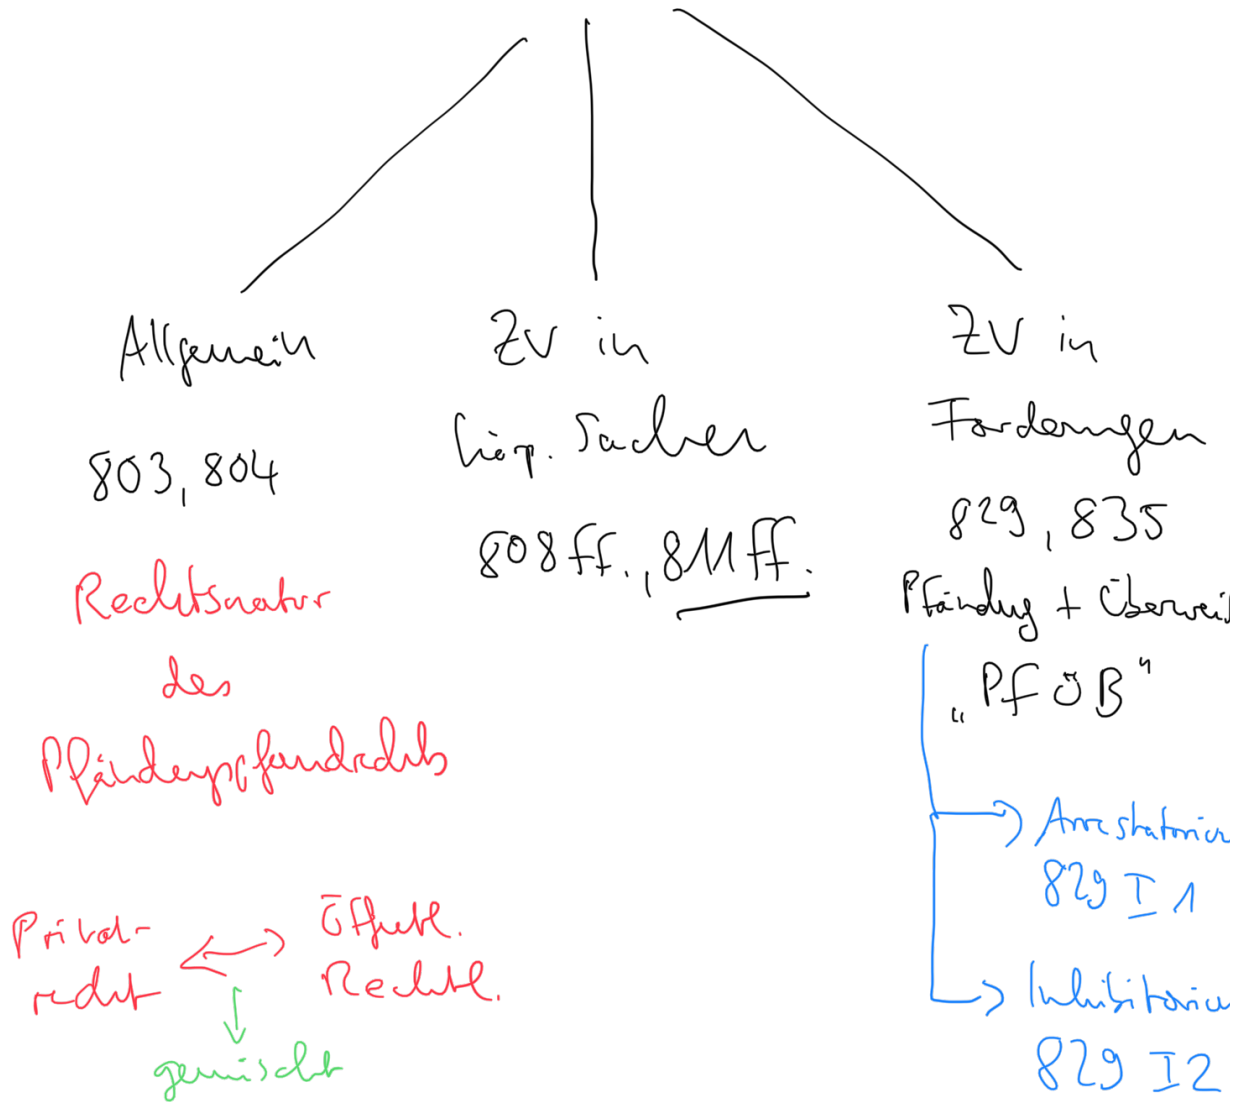 Allgemein
803, 804
Rechtsnatur
des
Pfändungspfandrechts
Privat-
recht
Öffentl.
Rechtl.
gemischt
ZV in
körp. Sachen
808 ff., 811 ff.
ZV in
Forderungen
829, 835
Pfändung + Überweis
„PfÜB“
Arrestatorium
829 I 1
Inhibitorium
829 I 2